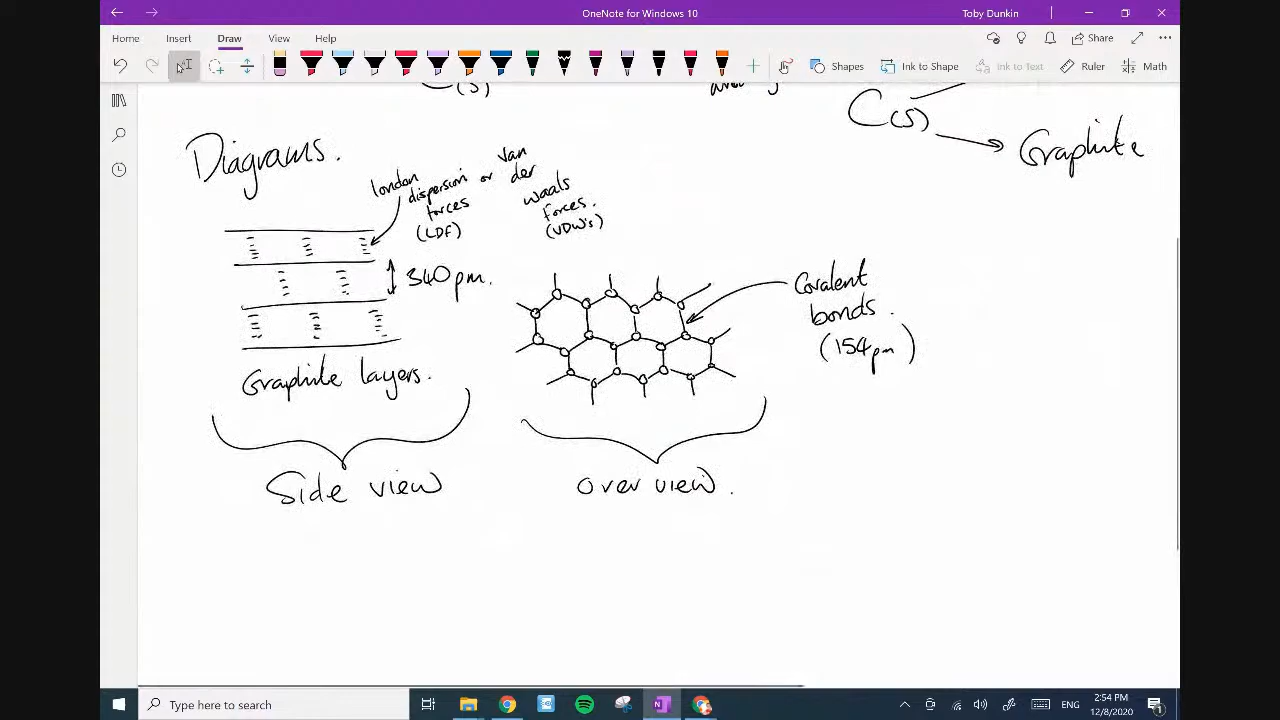 OneNote for Windows 10
Toby Dunkin
Home Insert Draw View Help
Share
Shapes
Ink to Shape
Ink to Text
Ruler
Math
C(s)
Graphite
Diagrams.
london
dispersion
forces
(LDF)
or
van
der
waals
forces.
(VDW's)
340pm.
Graphite layers.
Covalent
bonds.
(154pm)
Side view
over view.
Type here to search
ENG
2:54 PM
12/8/2020